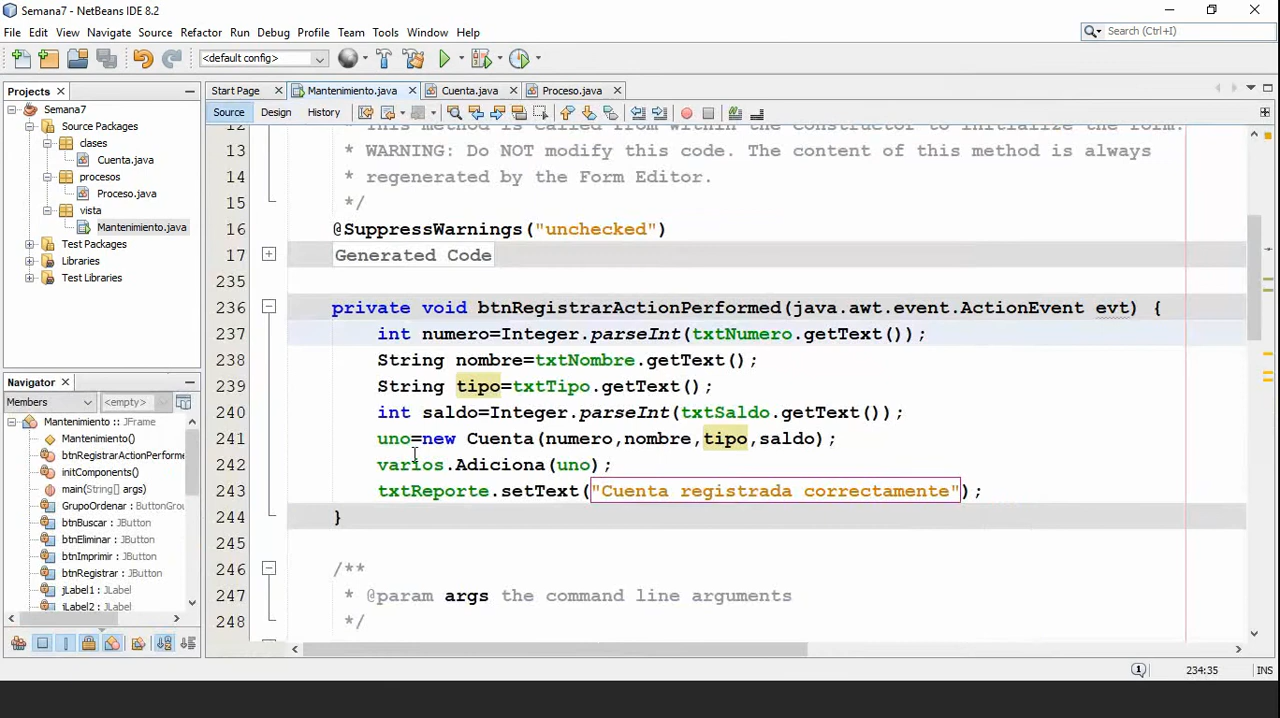 Semana7 - NetBeans IDE 8.2
File Edit View Navigate Source Refactor Run Debug Profile Team Tools Window Help
Search (Ctrl+I)
<default config>
Projects
Semana7
Source Packages
clases
Cuenta.java
procesos
Proceso.java
vista
Mantenimiento.java
Test Packages
Libraries
Test Libraries
Navigator
Members
<empty>
Mantenimiento :: JFrame
Mantenimiento()
btnRegistrarActionPerforme
initComponents()
main(String[] args)
GrupoOrdenar : ButtonGro
btnBuscar : JButton
btnEliminar : JButton
btnImprimir : JButton
btnRegistrar : JButton
jLabel1 : JLabel
jLabel2 : JLabel
Start Page Mantenimiento.java Cuenta.java Proceso.java
Source Design History
12 * This method is called from within the constructor to initialize the form.
13 * WARNING: Do NOT modify this code. The content of this method is always
14 * regenerated by the Form Editor.
15 */
16 @SuppressWarnings("unchecked")
17 Generated Code
235
236 private void btnRegistrarActionPerformed(java.awt.event.ActionEvent evt) {
237 int numero=Integer.parseInt(txtNumero.getText());
238 String nombre=txtNombre.getText();
239 String tipo=txtTipo.getText();
240 int saldo=Integer.parseInt(txtSaldo.getText());
241 uno=new Cuenta(numero,nombre,tipo,saldo);
242 varios.Adiciona(uno);
243 txtReporte.setText("Cuenta registrada correctamente");
244 }
245
246 /**
247 * @param args the command line arguments
248 */
1
234:35
INS